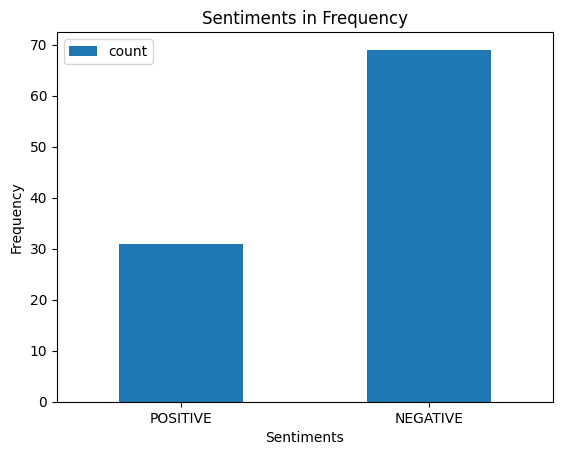 Sentiments in Frequency
count
70
60
50
40
30
20
10
0
Frequency
POSITIVE NEGATIVE
Sentiments